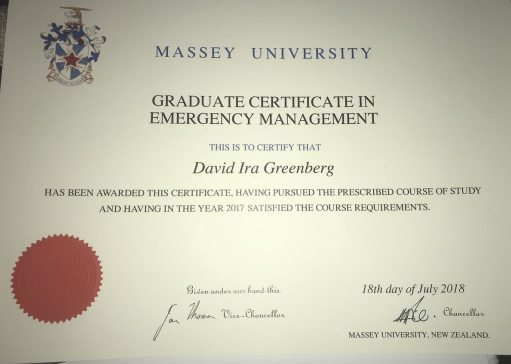 MASSEY UNIVERSITY
GRADUATE CERTIFICATE IN
EMERGENCY MANAGEMENT
THIS IS TO CERTIFY THAT
David Ira Greenberg
HAS BEEN AWARDED THIS CERTIFICATE, HAVING PURSUED THE PRESCRIBED COURSE OF STUDY
AND HAVING IN THE YEAR 2017 SATISFIED THE COURSE REQUIREMENTS.
Given under our hand this 18th day of July 2018
Vice-Chancellor
Chancellor
MASSEY UNIVERSITY, NEW ZEALAND.